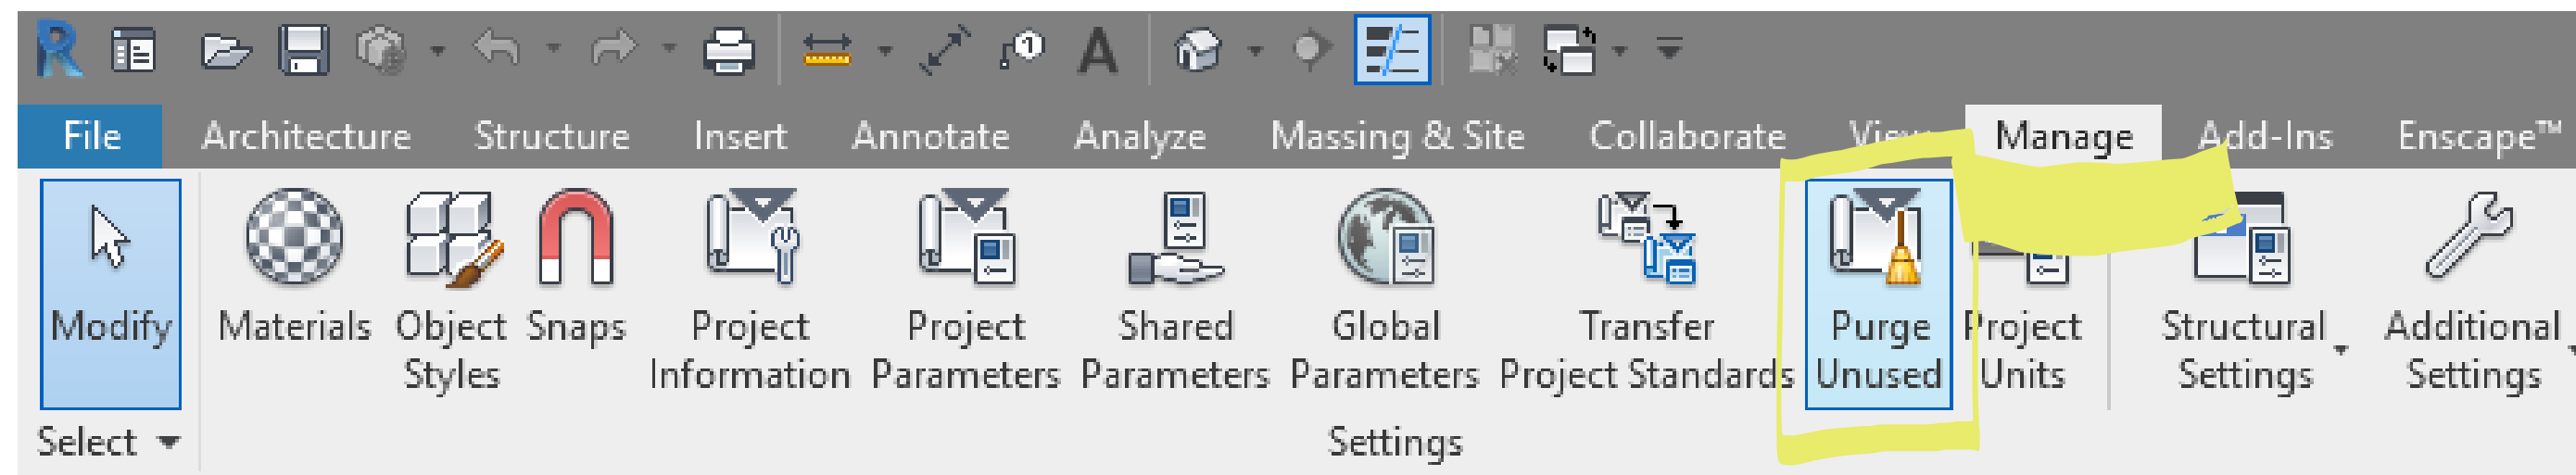 R
1
A
File Architecture Structure Insert Annotate Analyze Massing & Site Collaborate View Manage Add-Ins Enscape™
Modify Materials Object Styles Snaps Project Information Project Parameters Shared Parameters Global Parameters Transfer Project Standards Purge Unused Project Units Structural Settings Additional Settings
Select Settings